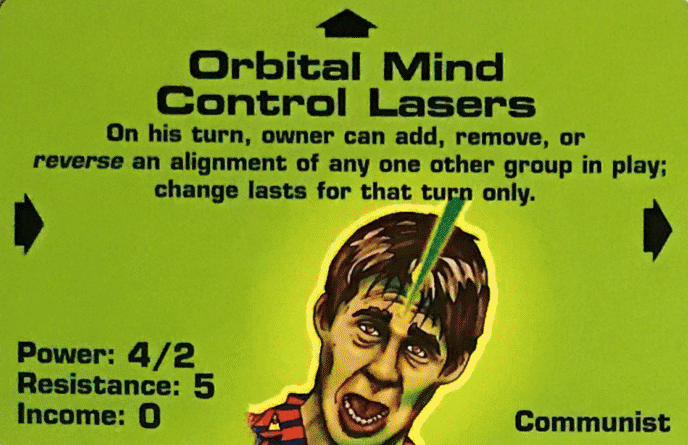 Orbital Mind
Control Lasers
On his turn, owner can add, remove, or
reverse an alignment of any one other group in play;
change lasts for that turn only.
Power: 4/2
Resistance: 5
Income: 0
Communist